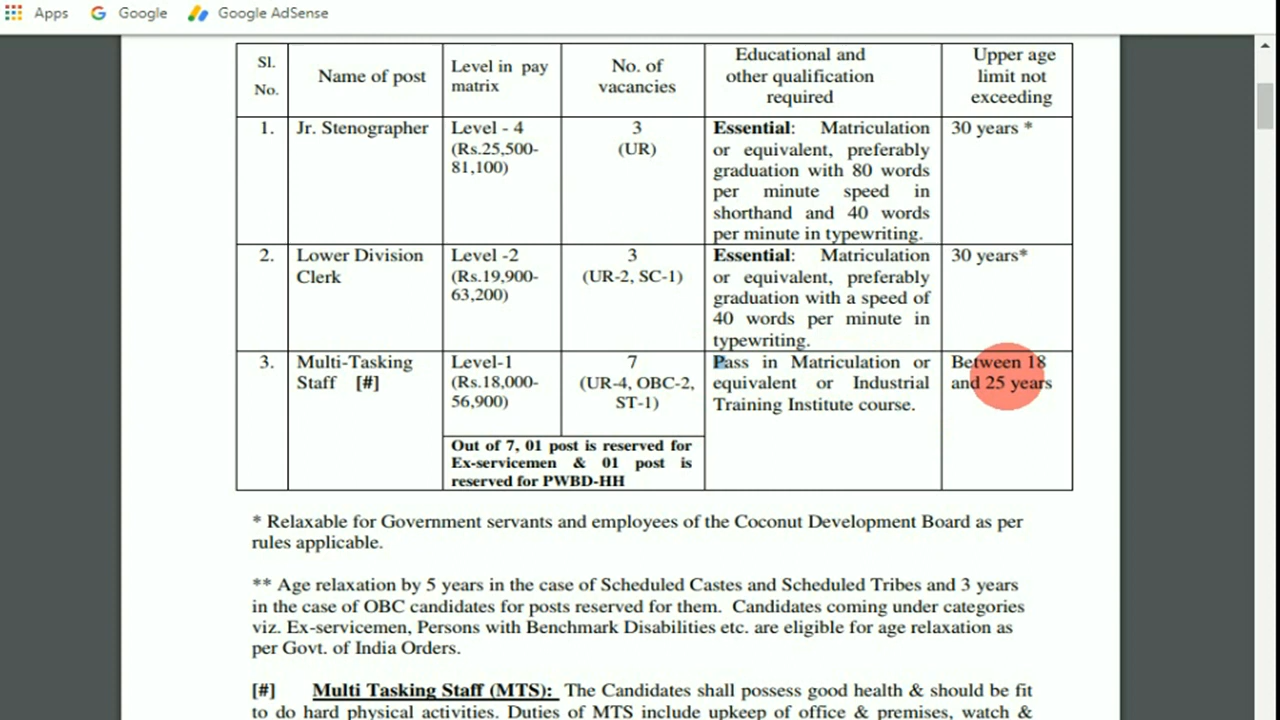 Apps Google Google AdSense
Sl.
No.
Name of post
Level in pay
matrix
No. of
vacancies
Educational and
other qualification
required
Upper age
limit not
exceeding
1.
Jr. Stenographer
Level - 4
(Rs.25,500-
81,100)
3
(UR)
Essential: Matriculation
or equivalent, preferably
graduation with 80 words
per minute speed in
shorthand and 40 words
per minute in typewriting.
30 years *
2.
Lower Division
Clerk
Level -2
(Rs.19,900-
63,200)
3
(UR-2, SC-1)
Essential: Matriculation
or equivalent, preferably
graduation with a speed of
40 words per minute in
typewriting.
30 years*
3.
Multi-Tasking
Staff [#]
Level-1
(Rs.18,000-
56,900)
7
(UR-4, OBC-2,
ST-1)
Out of 7, 01 post is reserved for
Ex-servicemen & 01 post is
reserved for PWBD-HH
Pass in Matriculation or
equivalent or Industrial
Training Institute course.
Between 18
and 25 years
* Relaxable for Government servants and employees of the Coconut Development Board as per
rules applicable.
** Age relaxation by 5 years in the case of Scheduled Castes and Scheduled Tribes and 3 years
in the case of OBC candidates for posts reserved for them. Candidates coming under categories
viz. Ex-servicemen, Persons with Benchmark Disabilities etc. are eligible for age relaxation as
per Govt. of India Orders.
[#] Multi Tasking Staff (MTS): The Candidates shall possess good health & should be fit
to do hard physical activities. Duties of MTS include upkeep of office & premises, watch &